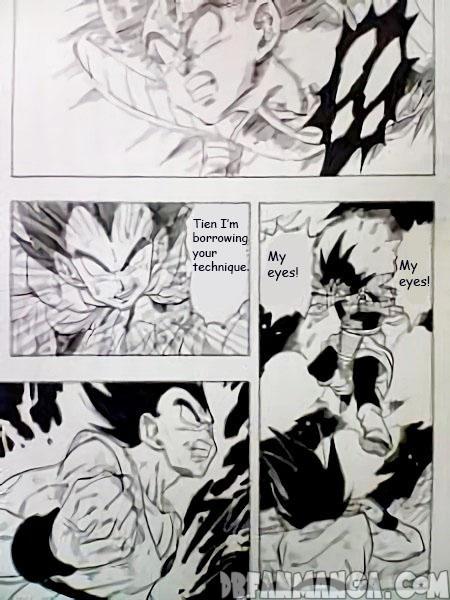 Tien I'm
borrowing
your
technique.
My
eyes!
My
eyes!
DBFANMANGA.COM